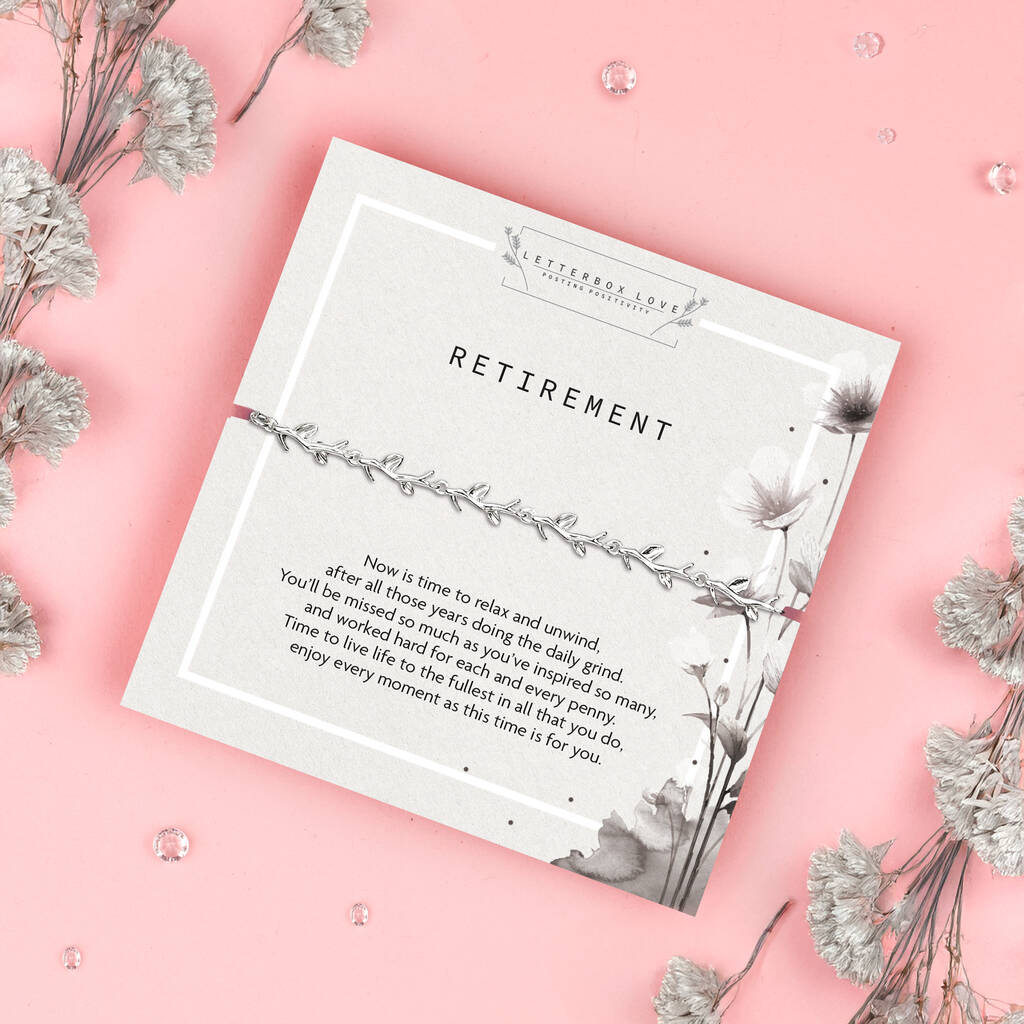 LETTERBOX LOVE
POSTING POSITIVITY
RETIREMENT
Now is time to relax and unwind,
after all those years doing the daily grind.
You'll be missed so much as you've inspired so many,
and worked hard for each and every penny.
Time to live life to the fullest in all that you do,
enjoy every moment as this time is for you.